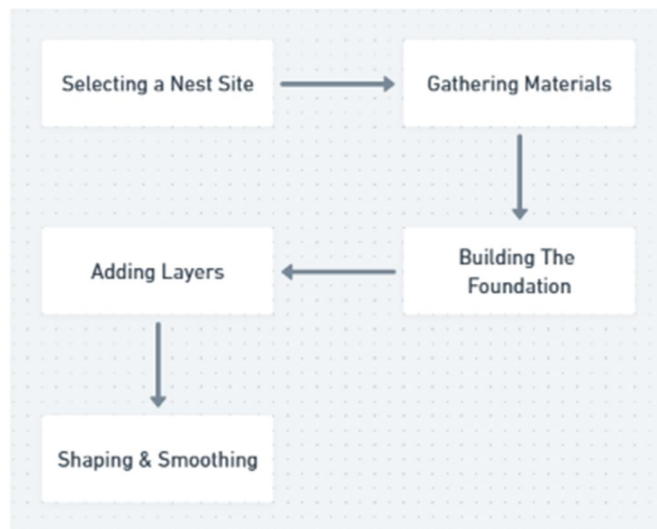 Selecting a Nest Site
Gathering Materials
Building The
Foundation
Adding Layers
Shaping & Smoothing